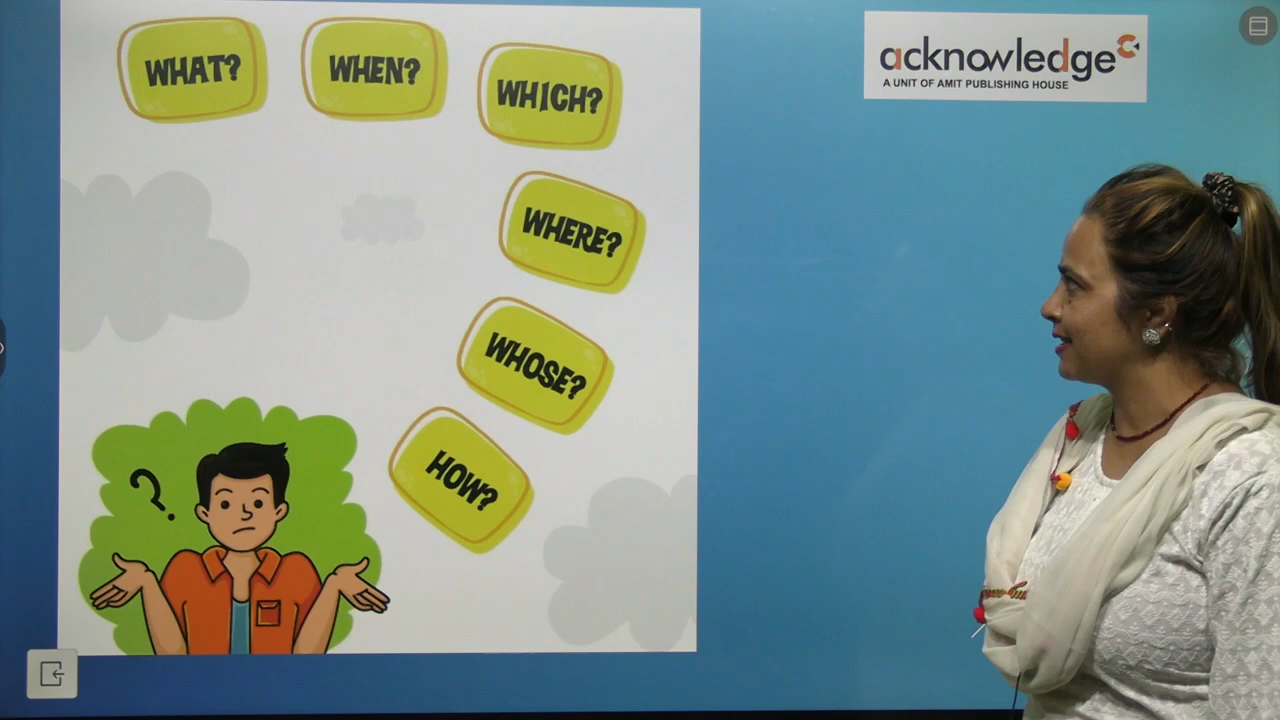 WHAT?
WHEN?
WHICH?
WHERE?
WHOSE?
HOW?
?
acknowledge
A UNIT OF AMIT PUBLISHING HOUSE